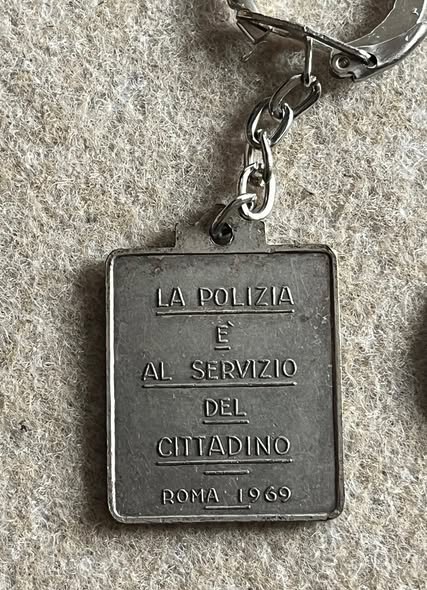 LA POLIZIA
È
AL SERVIZIO
DEL
CITTADINO
ROMA 1969